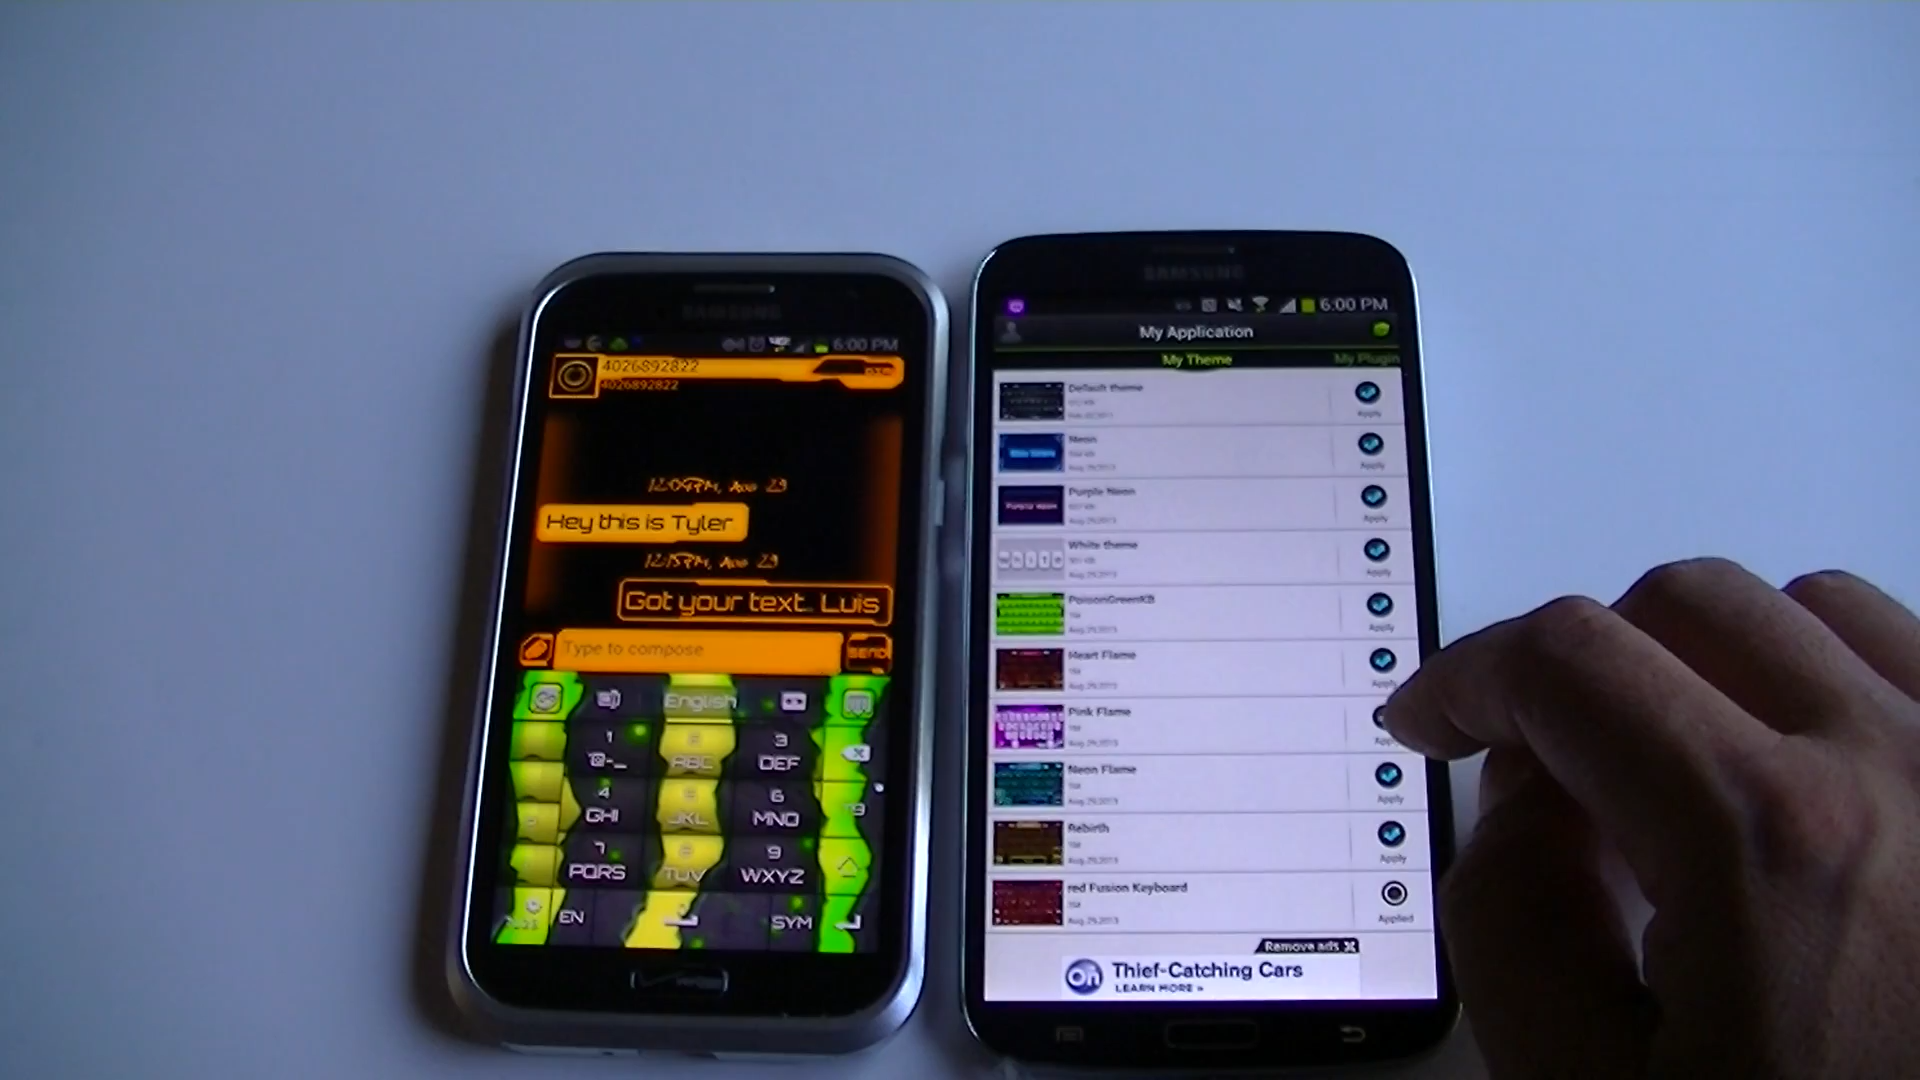 SAMSUNG
6:00 PM
4026892822
4026892822
12:04PM, Aug 29
Hey this is Tyler
12:15PM, Aug 29
Got your text. Luis
Type to compose
SEND
English
1
2
ABC
3
DEF
4
GHI
5
JKL
6
MNO
T9
7
PQRS
8
TUV
9
WXYZ
EN
SYM
SAMSUNG
6:00 PM
My Application
My Theme
My Plugin
Default theme
Apply
Neon
Aug 29,2013
Apply
Purple Neon
Aug 29,2013
Apply
White theme
WHITE
Aug 29,2013
Apply
PoisonGreenKB
Aug 29,2013
Apply
Heart Flame
Aug 29,2013
Apply
Pink Flame
Aug 29,2013
Neon Flame
Aug 29,2013
Apply
Rebirth
Aug 29,2013
Apply
red Fusion Keyboard
Aug 29,2013
Applied
Remove ads X
On
Thief-Catching Cars
LEARN MORE »